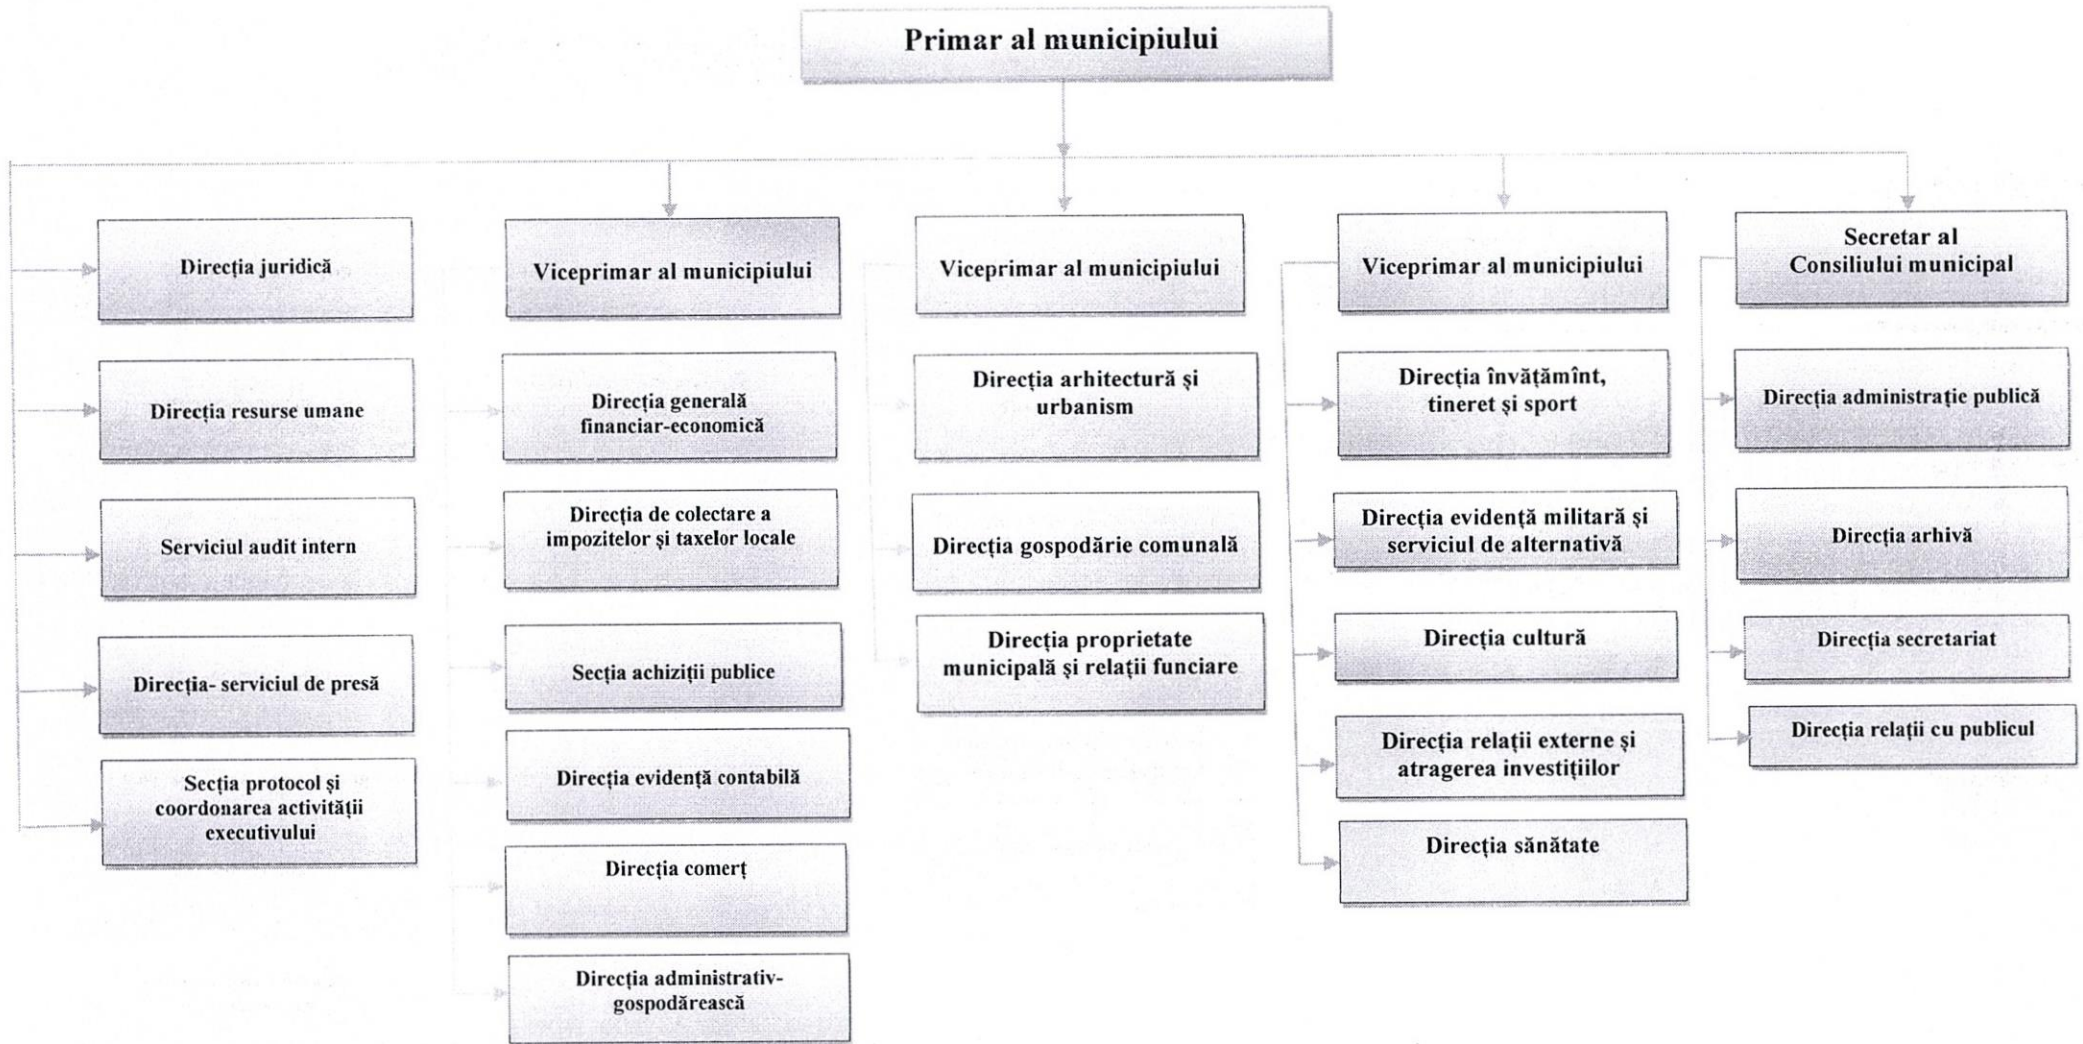 Primar al municipiului
Direcția juridică
Direcția resurse umane
Serviciul audit intern
Direcția- serviciul de presă
Secția protocol și
coordonarea activității
executivului
Viceprimar al municipiului
Direcția generală
financiar-economică
Direcția de colectare a
impozitelor și taxelor locale
Secția achiziții publice
Direcția evidență contabilă
Direcția comerț
Direcția administrativ-
gospodărească
Viceprimar al municipiului
Direcția arhitectură și
urbanism
Direcția gospodărie comunală
Direcția proprietate
municipală și relații funciare
Viceprimar al municipiului
Direcția învățămînt,
tineret și sport
Direcția evidență militară și
serviciul de alternativă
Direcția cultură
Direcția relații externe și
atragerea investițiilor
Direcția sănătate
Secretar al
Consiliului municipal
Direcția administrație publică
Direcția arhivă
Direcția secretariat
Direcția relații cu publicul